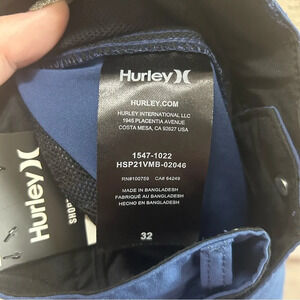 Hurley
HURLEY.COM
HURLEY INTERNATIONAL LLC
1945 PLACENTIA AVENUE
COSTA MESA, CA 92627 USA
1547-1022
HSP21VMB-02046
RN#100759 CA# 64249
MADE IN BANGLADESH
FABRIQUÉ AU BANGLADESH
HECHO EN BANGLADESH
32
Hurley